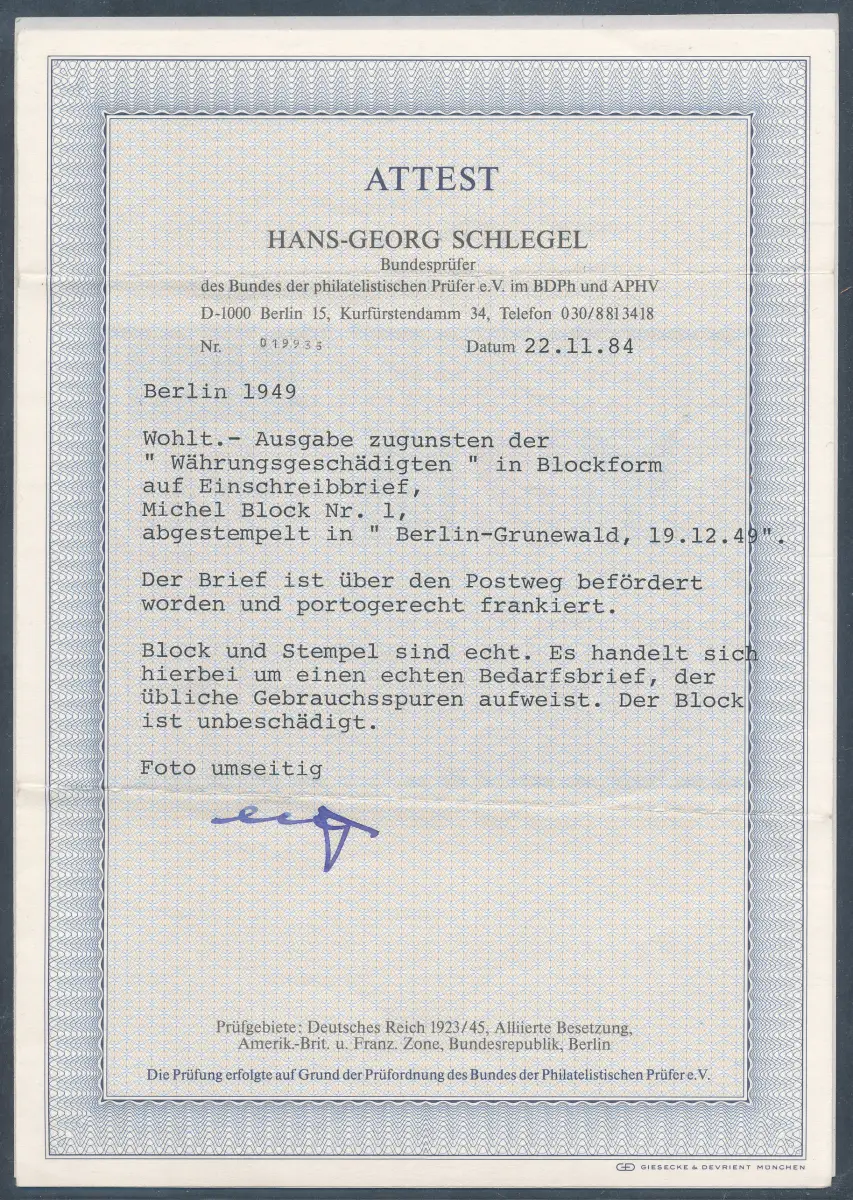 ATTEST
HANS-GEORG SCHLEGEL
Bundesprüfer
des Bundes der philatelistischen Prüfer e.V. im BDPh und APHV
D-1000 Berlin 15, Kurfürstendamm 34, Telefon 030/8813418
Nr. 019933 Datum 22.11.84
Berlin 1949
Wohlt.- Ausgabe zugunsten der
" Währungsgeschädigten " in Blockform
auf Einschreibbrief,
Michel Block Nr. 1,
abgestempelt in " Berlin-Grunewald, 19.12.49".
Der Brief ist über den Postweg befördert
worden und portogerecht frankiert.
Block und Stempel sind echt. Es handelt sich
hierbei um einen echten Bedarfsbrief, der
übliche Gebrauchsspuren aufweist. Der Block
ist unbeschädigt.
Foto umseitig
Prüfgebiete: Deutsches Reich 1923/45, Alliierte Besetzung,
Amerik.-Brit. u. Franz. Zone, Bundesrepublik, Berlin
Die Prüfung erfolgte auf Grund der Prüfordnung des Bundes der Philatelistischen Prüfer e.V.
GIESECKE & DEVRIENT MÜNCHEN